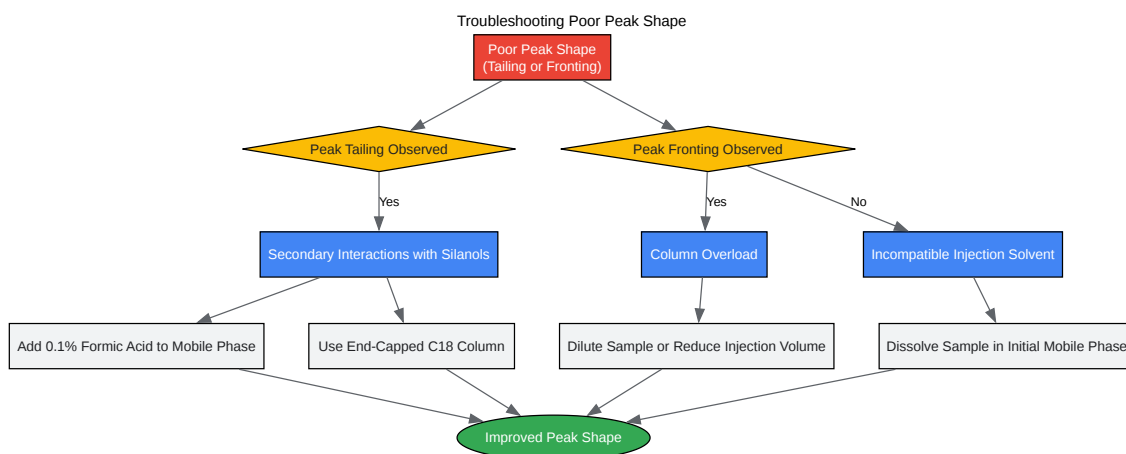 Troubleshooting Poor Peak Shape
Poor Peak Shape
(Tailing or Fronting)
Peak Tailing Observed
Peak Fronting Observed
Yes
Yes
No
Secondary Interactions with Silanols
Column Overload
Incompatible Injection Solvent
Add 0.1% Formic Acid to Mobile Phase
Use End-Capped C18 Column
Dilute Sample or Reduce Injection Volume
Dissolve Sample in Initial Mobile Phase
Improved Peak Shape